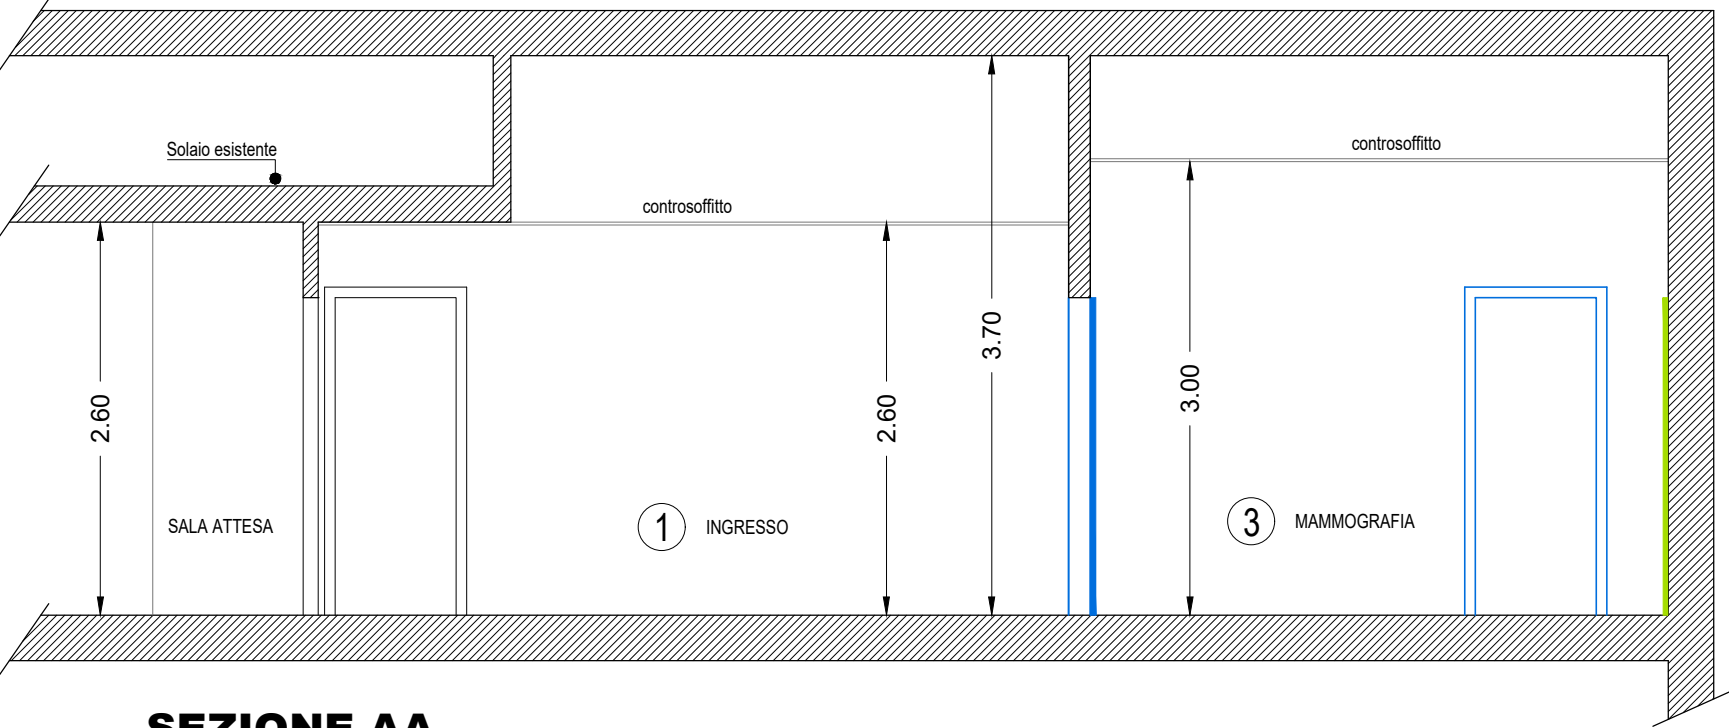 Solaio esistente
controsoffitto
controsoffitto
2.60
2.60
3.70
3.00
SALA ATTESA
1 INGRESSO
3 MAMMOGRAFIA
SEZIONE AA